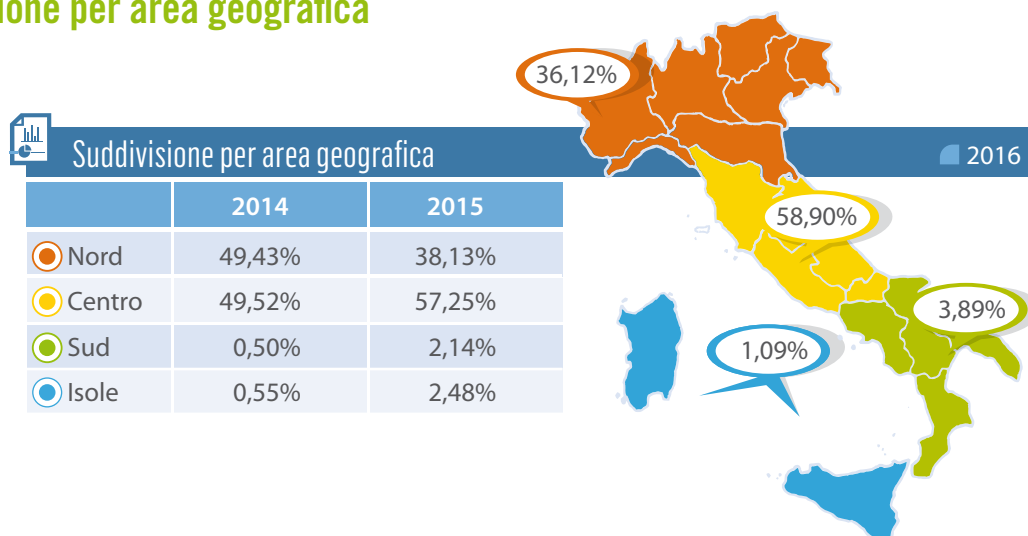 per area geografica
36,12%
Suddivisione per area geografica
2016
2014 2015
58,90%
Nord 49,43% 38,13%
Centro 49,52% 57,25%
3,89%
Sud 0,50% 2,14%
1,09%
Isole 0,55% 2,48%